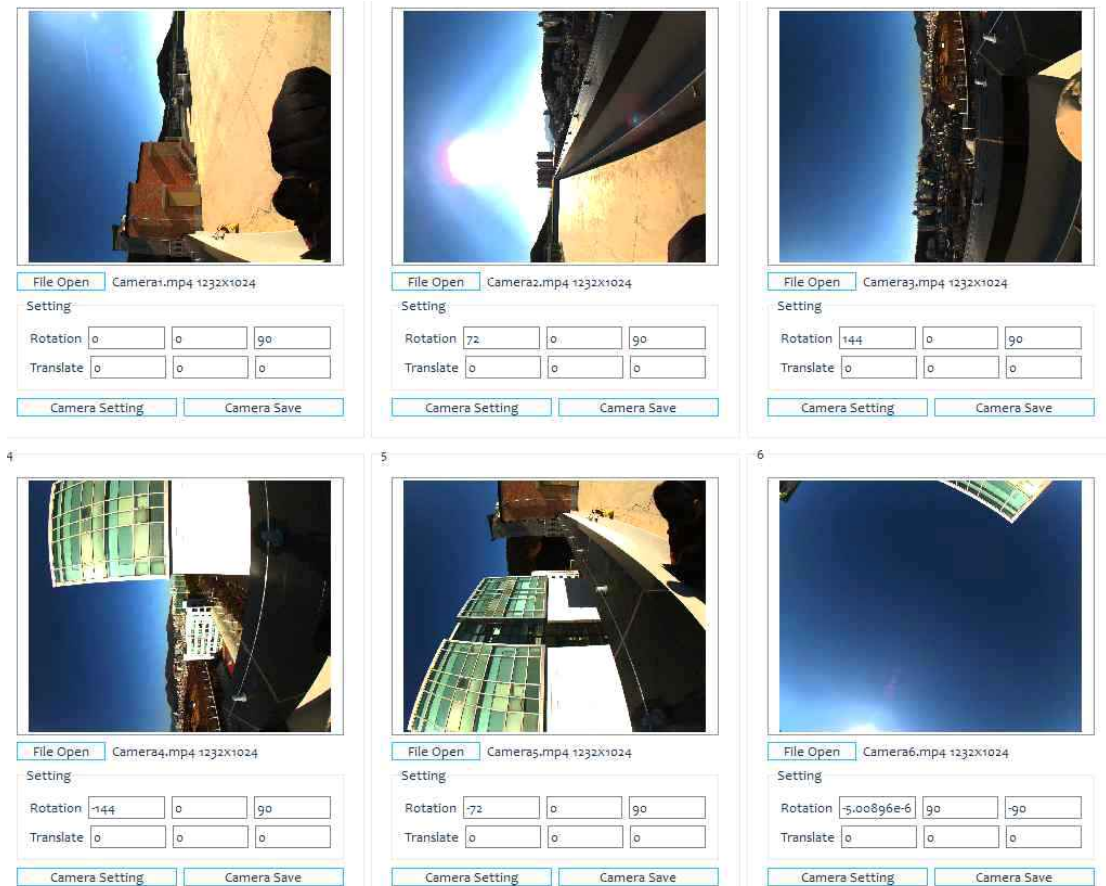 File Open Camera1.mp4 1232x1024
Setting
Rotation 0 0 90
Translate 0 0 0
Camera Setting Camera Save
File Open Camera2.mp4 1232x1024
Setting
Rotation 72 0 90
Translate 0 0 0
Camera Setting Camera Save
File Open Camera3.mp4 1232x1024
Setting
Rotation 144 0 90
Translate 0 0 0
Camera Setting Camera Save
4
File Open Camera4.mp4 1232x1024
Setting
Rotation -144 0 90
Translate 0 0 0
Camera Setting Camera Save
5
File Open Camera5.mp4 1232x1024
Setting
Rotation -72 0 90
Translate 0 0 0
Camera Setting Camera Save
6
File Open Camera6.mp4 1232x1024
Setting
Rotation -5.00896e-6 90 -90
Translate 0 0 0
Camera Setting Camera Save